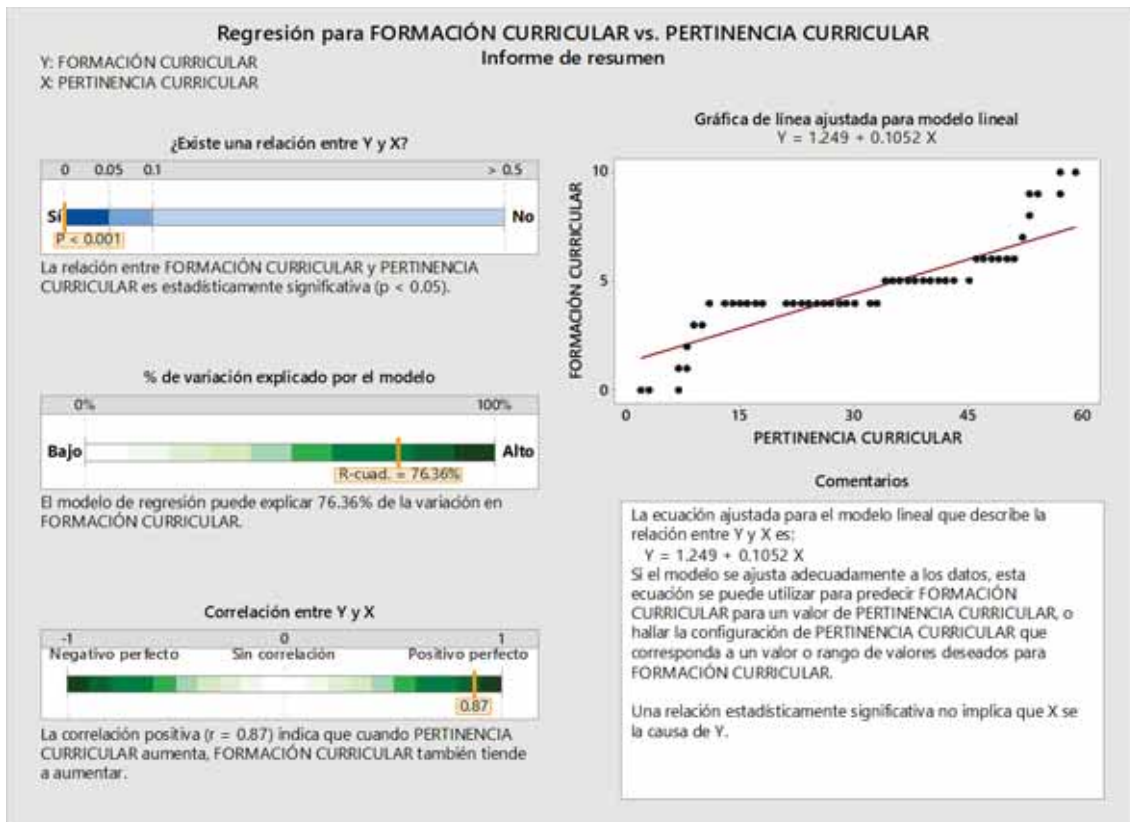 Regresión para FORMACIÓN CURRICULAR vs. PERTINENCIA CURRICULAR
Informe de resumen
Y: FORMACIÓN CURRICULAR
X: PERTINENCIA CURRICULAR
¿Existe una relación entre Y y X?
0 0.05 0.1 > 0.5
Sí No
P < 0.001
La relación entre FORMACIÓN CURRICULAR y PERTINENCIA
CURRICULAR es estadísticamente significativa (p < 0.05).
% de variación explicado por el modelo
0% 100%
Bajo Alto
R-cuad. = 76.36%
El modelo de regresión puede explicar 76.36% de la variación en
FORMACIÓN CURRICULAR.
Correlación entre Y y X
-1 0 1
Negativo perfecto Sin correlación Positivo perfecto
0.87
La correlación positiva (r = 0.87) indica que cuando PERTINENCIA
CURRICULAR aumenta, FORMACIÓN CURRICULAR también tiende
a aumentar.
Gráfica de línea ajustada para modelo lineal
Y = 1.249 + 0.1052 X
FORMACIÓN CURRICULAR
10
5
0
0 15 30 45 60
PERTINENCIA CURRICULAR
Comentarios
La ecuación ajustada para el modelo lineal que describe la
relación entre Y y X es:
Y = 1.249 + 0.1052 X
Si el modelo se ajusta adecuadamente a los datos, esta
ecuación se puede utilizar para predecir FORMACIÓN
CURRICULAR para un valor de PERTINENCIA CURRICULAR, o
hallar la configuración de PERTINENCIA CURRICULAR que
corresponda a un valor o rango de valores deseados para
FORMACIÓN CURRICULAR.
Una relación estadísticamente significativa no implica que X se
la causa de Y.